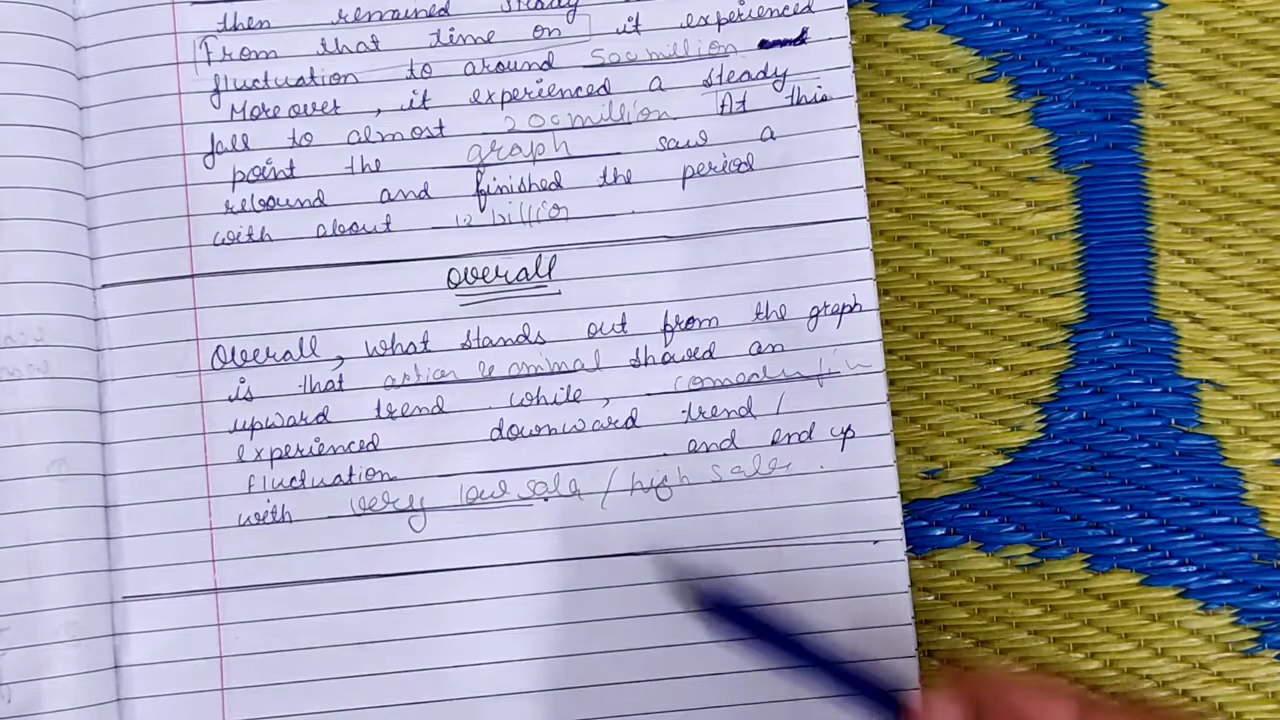 then remained steady
From that time on it experienced
fluctuation to around 500 million
Moreover, it experienced a steady
fall to almost 200 million At this
point the graph saw a
rebound and finished the period
with about 12 billion.
Overall
Overall, what stands out from the graph
is that action & animal showed an
upward trend while,
experienced downward trend /
fluctuation and end up
with very low sale / high sale.